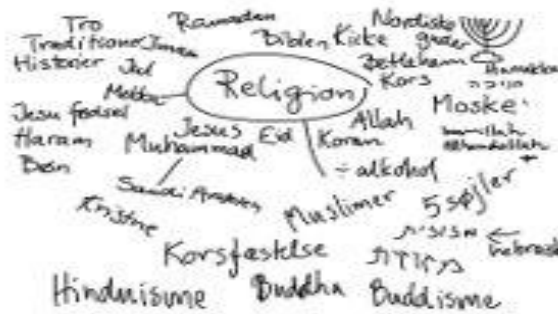 Tro
Ramadan
Nordiske
guder
Traditioner Imam
Biblen Kirke
Historier
Jul
Betlehem
Kors
Mekka
Religion
Moske
Jesu fødsel
Jesus Eid
Allah
Haram
Muhammad
Koran
Bøn
÷ alkohol
Saudi Arabien
5 søjler
Kristne
Muslimer
Korsfæstelse
Hinduisme
Buddha
Buddisme